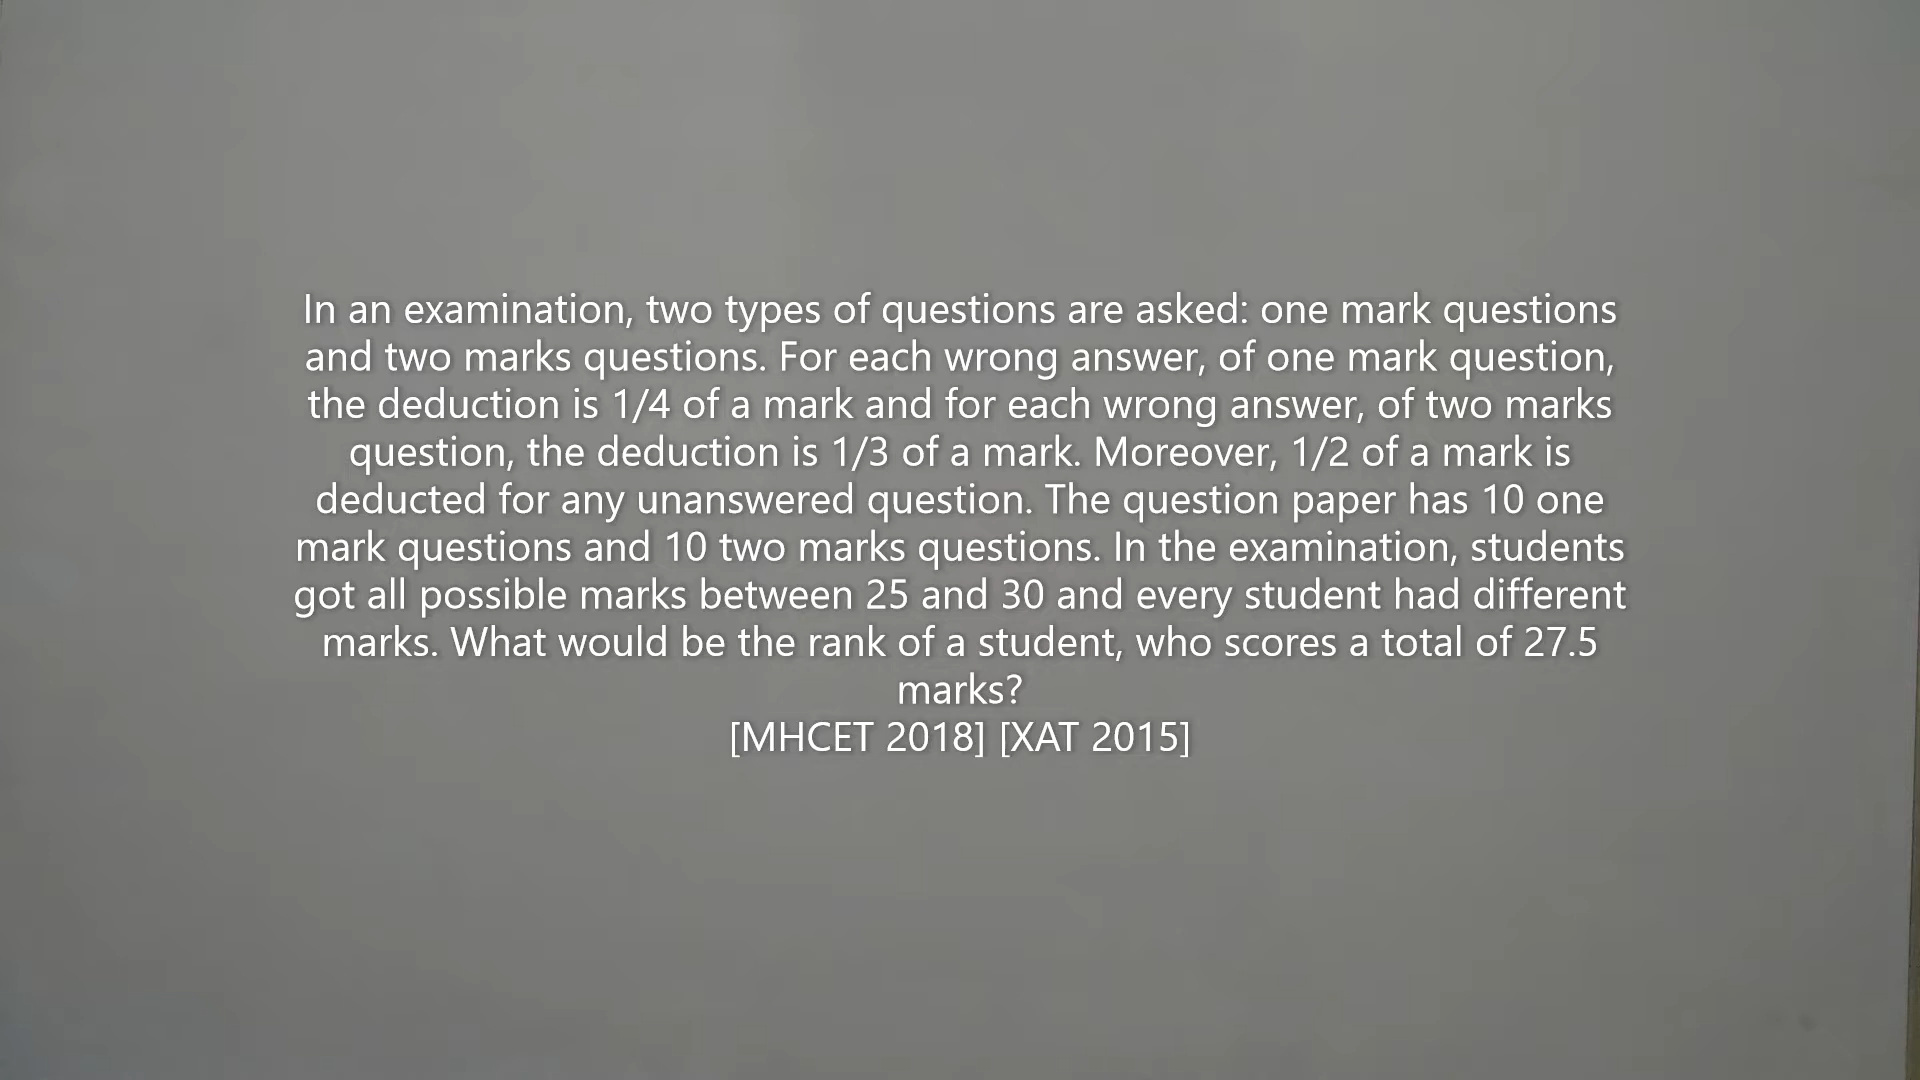 In an examination, two types of questions are asked: one mark questions
and two marks questions. For each wrong answer, of one mark question,
the deduction is 1/4 of a mark and for each wrong answer, of two marks
question, the deduction is 1/3 of a mark. Moreover, 1/2 of a mark is
deducted for any unanswered question. The question paper has 10 one
mark questions and 10 two marks questions. In the examination, students
got all possible marks between 25 and 30 and every student had different
marks. What would be the rank of a student, who scores a total of 27.5
marks?
[MHCET 2018] [XAT 2015]